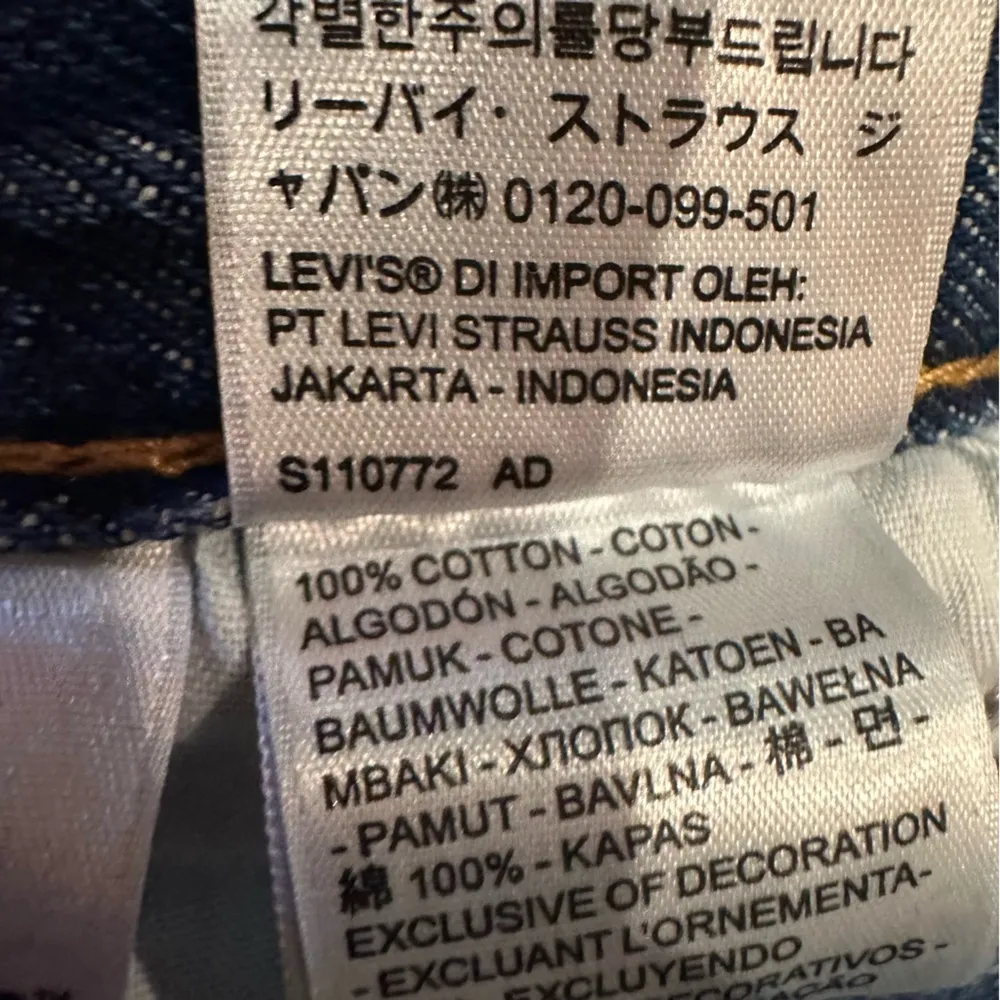 각별한주의를당부드립니다
リーバイ・ストラウス ジ
ャパン㈱ 0120-099-501
LEVI'S® DI IMPORT OLEH:
PT LEVI STRAUSS INDONESIA
JAKARTA - INDONESIA
S110772 AD
100% COTTON - COTON -
ALGODÓN - ALGODÃO -
PAMUK - COTONE -
BAUMWOLLE - KATOEN - BA
MBAKI - ХЛОПОК - BAWEŁNA
- PAMUT - BAVLNA - 棉 - 면 -
綿 100% - KAPAS
EXCLUSIVE OF DECORATION
- EXCLUANT L'ORNEMENTA-
EXCLUYENDO
DECORATIVOS -